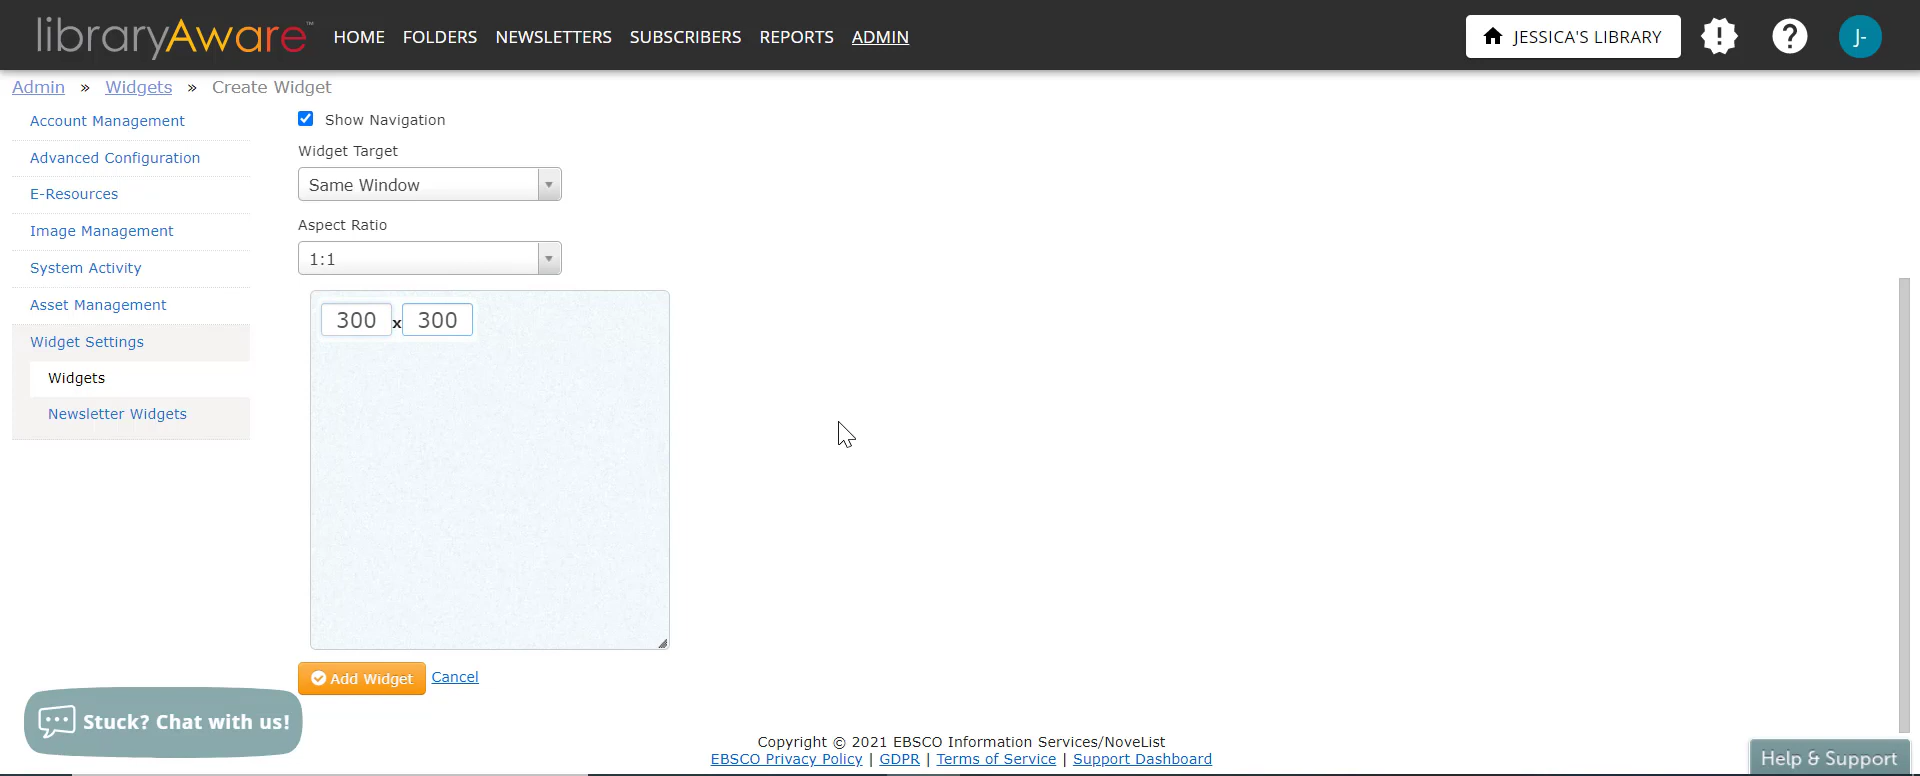 libraryAware™ HOME FOLDERS NEWSLETTERS SUBSCRIBERS REPORTS ADMIN JESSICA'S LIBRARY ! ? J-
Admin » Widgets » Create Widget
Account Management
Advanced Configuration
E-Resources
Image Management
System Activity
Asset Management
Widget Settings
Widgets
Newsletter Widgets
Show Navigation
Widget Target
Same Window
Aspect Ratio
1:1
300 x 300
Add Widget Cancel
Stuck? Chat with us!
Copyright © 2021 EBSCO Information Services/NoveList
EBSCO Privacy Policy | GDPR | Terms of Service | Support Dashboard
Help & Support